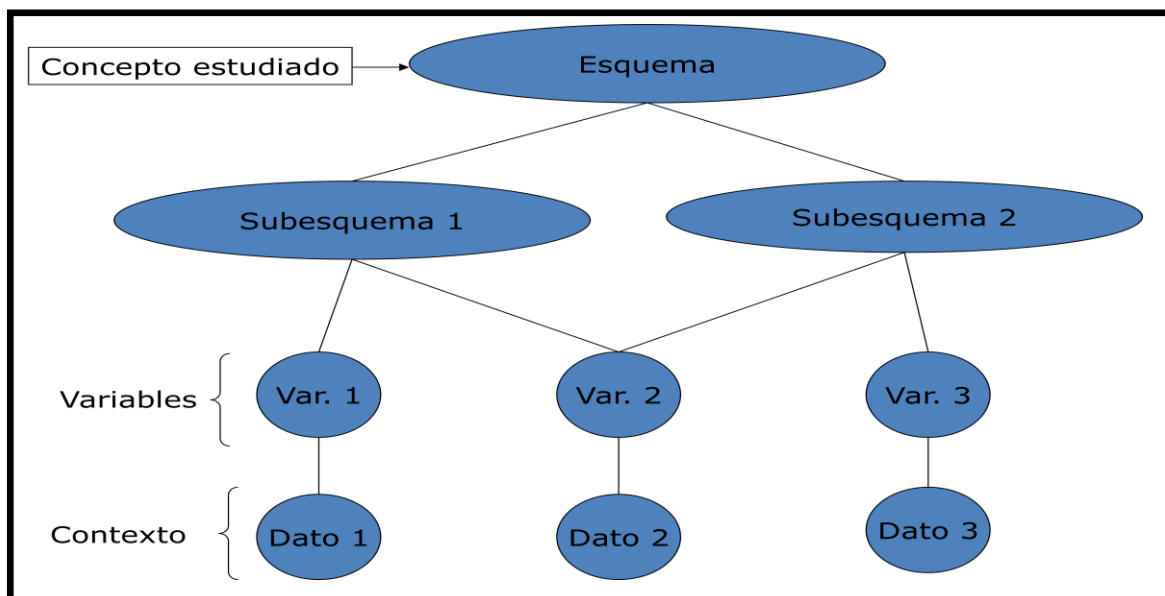 Concepto estudiado
Esquema
Subesquema 1
Subesquema 2
Variables
Var. 1
Var. 2
Var. 3
Contexto
Dato 1
Dato 2
Dato 3